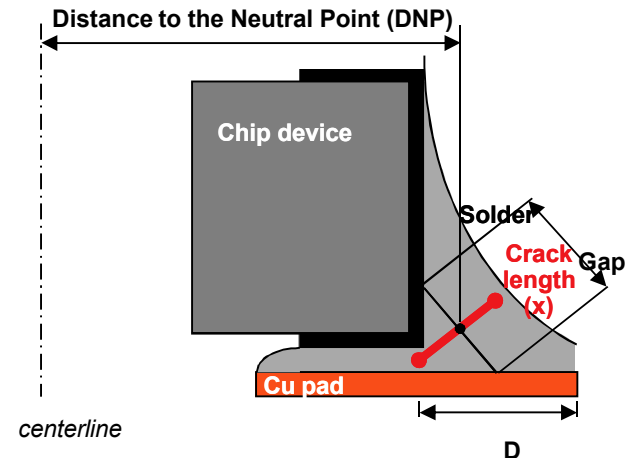 Distance to the Neutral Point (DNP)
Chip device
Solder
Crack
length
(x)
Gap
Cu pad
centerline
D